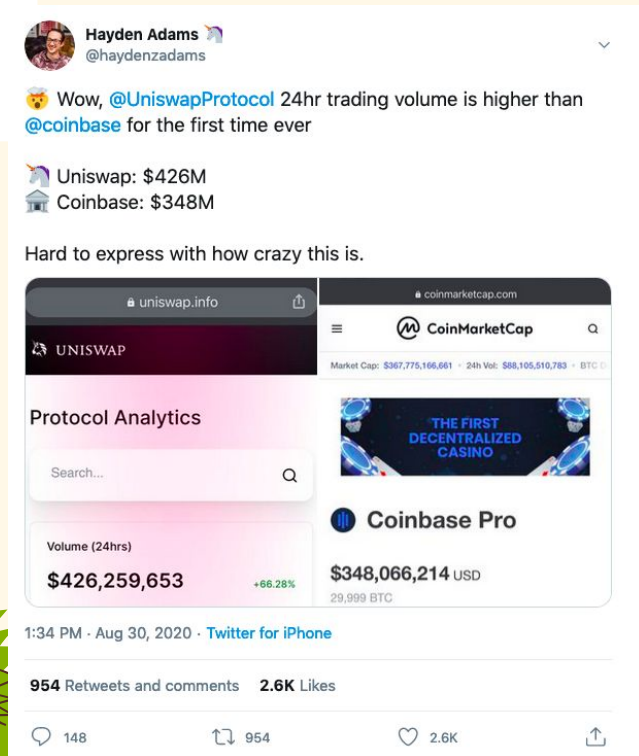 Hayden Adams 🦄
@haydenzadams
🤯 Wow, @UniswapProtocol 24hr trading volume is higher than
@coinbase for the first time ever
🦄 Uniswap: $426M
🏛 Coinbase: $348M
Hard to express with how crazy this is.
uniswap.info
UNISWAP
Protocol Analytics
Search...
Volume (24hrs)
$426,259,653 +66.28%
coinmarketcap.com
CoinMarketCap
Market Cap: $367,775,166,661 · 24h Vol: $88,105,510,783 · BTC
THE FIRST
DECENTRALIZED
CASINO
Coinbase Pro
$348,066,214 USD
29,999 BTC
1:34 PM · Aug 30, 2020 · Twitter for iPhone
954 Retweets and comments 2.6K Likes
148 954 2.6K